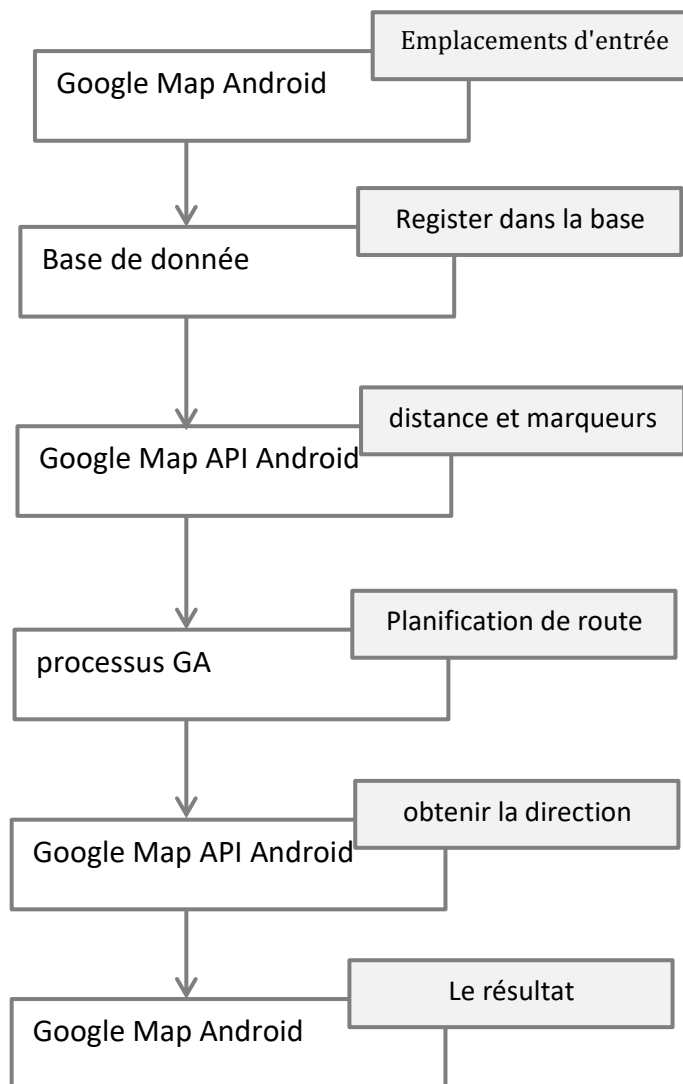 Emplacements d'entrée
Google Map Android
Register dans la base
Base de donnée
distance et marqueurs
Google Map API Android
Planification de route
processus GA
obtenir la direction
Google Map API Android
Le résultat
Google Map Android